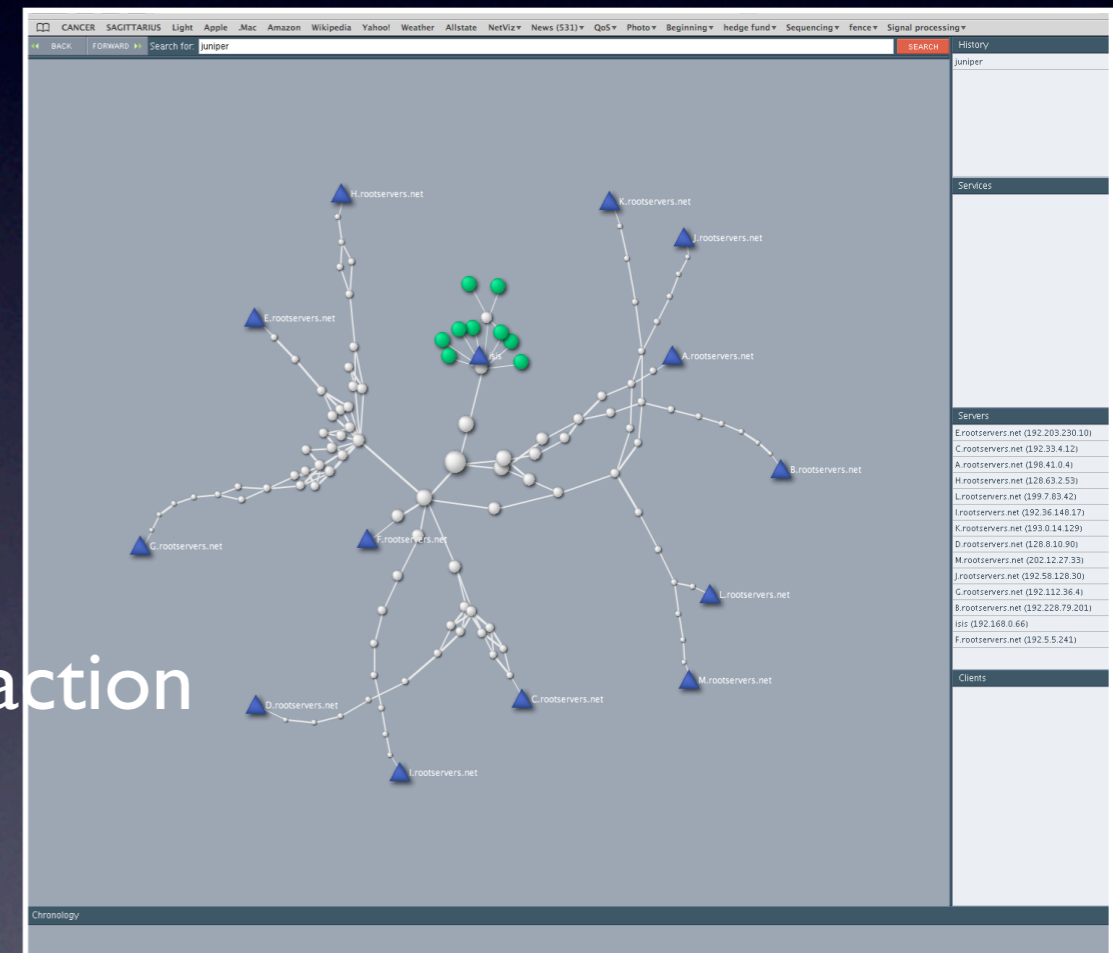 CANCER SAGITTARIUS Light Apple .Mac Amazon Wikipedia Yahoo! Weather Allstate NetViz▾ News (531)▾ QoS▾ Photo▾ Beginning▾ hedge fund▾ Sequencing▾ fence▾ Signal processing▾
BACK FORWARD Search for: juniper SEARCH
History
juniper
Services
H.rootservers.net
K.rootservers.net
J.rootservers.net
E.rootservers.net
isis
A.rootservers.net
B.rootservers.net
G.rootservers.net
F.rootservers.net
L.rootservers.net
M.rootservers.net
C.rootservers.net
D.rootservers.net
I.rootservers.net
action
Servers
E.rootservers.net (192.203.230.10)
C.rootservers.net (192.33.4.12)
A.rootservers.net (198.41.0.4)
H.rootservers.net (128.63.2.53)
L.rootservers.net (199.7.83.42)
I.rootservers.net (192.36.148.17)
K.rootservers.net (193.0.14.129)
D.rootservers.net (128.8.10.90)
M.rootservers.net (202.12.27.33)
J.rootservers.net (192.58.128.30)
G.rootservers.net (192.112.36.4)
B.rootservers.net (192.228.79.201)
isis (192.168.0.66)
F.rootservers.net (192.5.5.241)
Clients
Chronology